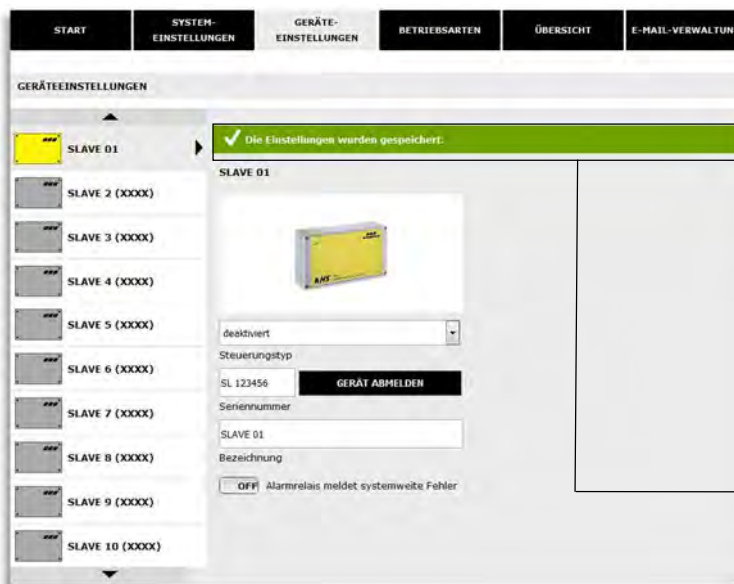 START
SYSTEM-
EINSTELLUNGEN
GERÄTE-
EINSTELLUNGEN
BETRIEBSARTEN
ÜBERSICHT
E-MAIL-VERWALTUN
GERÄTEEINSTELLUNGEN
SLAVE 01
SLAVE 2 (XXXX)
SLAVE 3 (XXXX)
SLAVE 4 (XXXX)
SLAVE 5 (XXXX)
SLAVE 6 (XXXX)
SLAVE 7 (XXXX)
SLAVE 8 (XXXX)
SLAVE 9 (XXXX)
SLAVE 10 (XXXX)
Die Einstellungen wurden gespeichert.
SLAVE 01
deaktiviert
Steuerungstyp
SL 123456
GERÄT ABMELDEN
Seriennummer
SLAVE 01
Bezeichnung
OFF Alarmrelais meldet systemweite Fehler